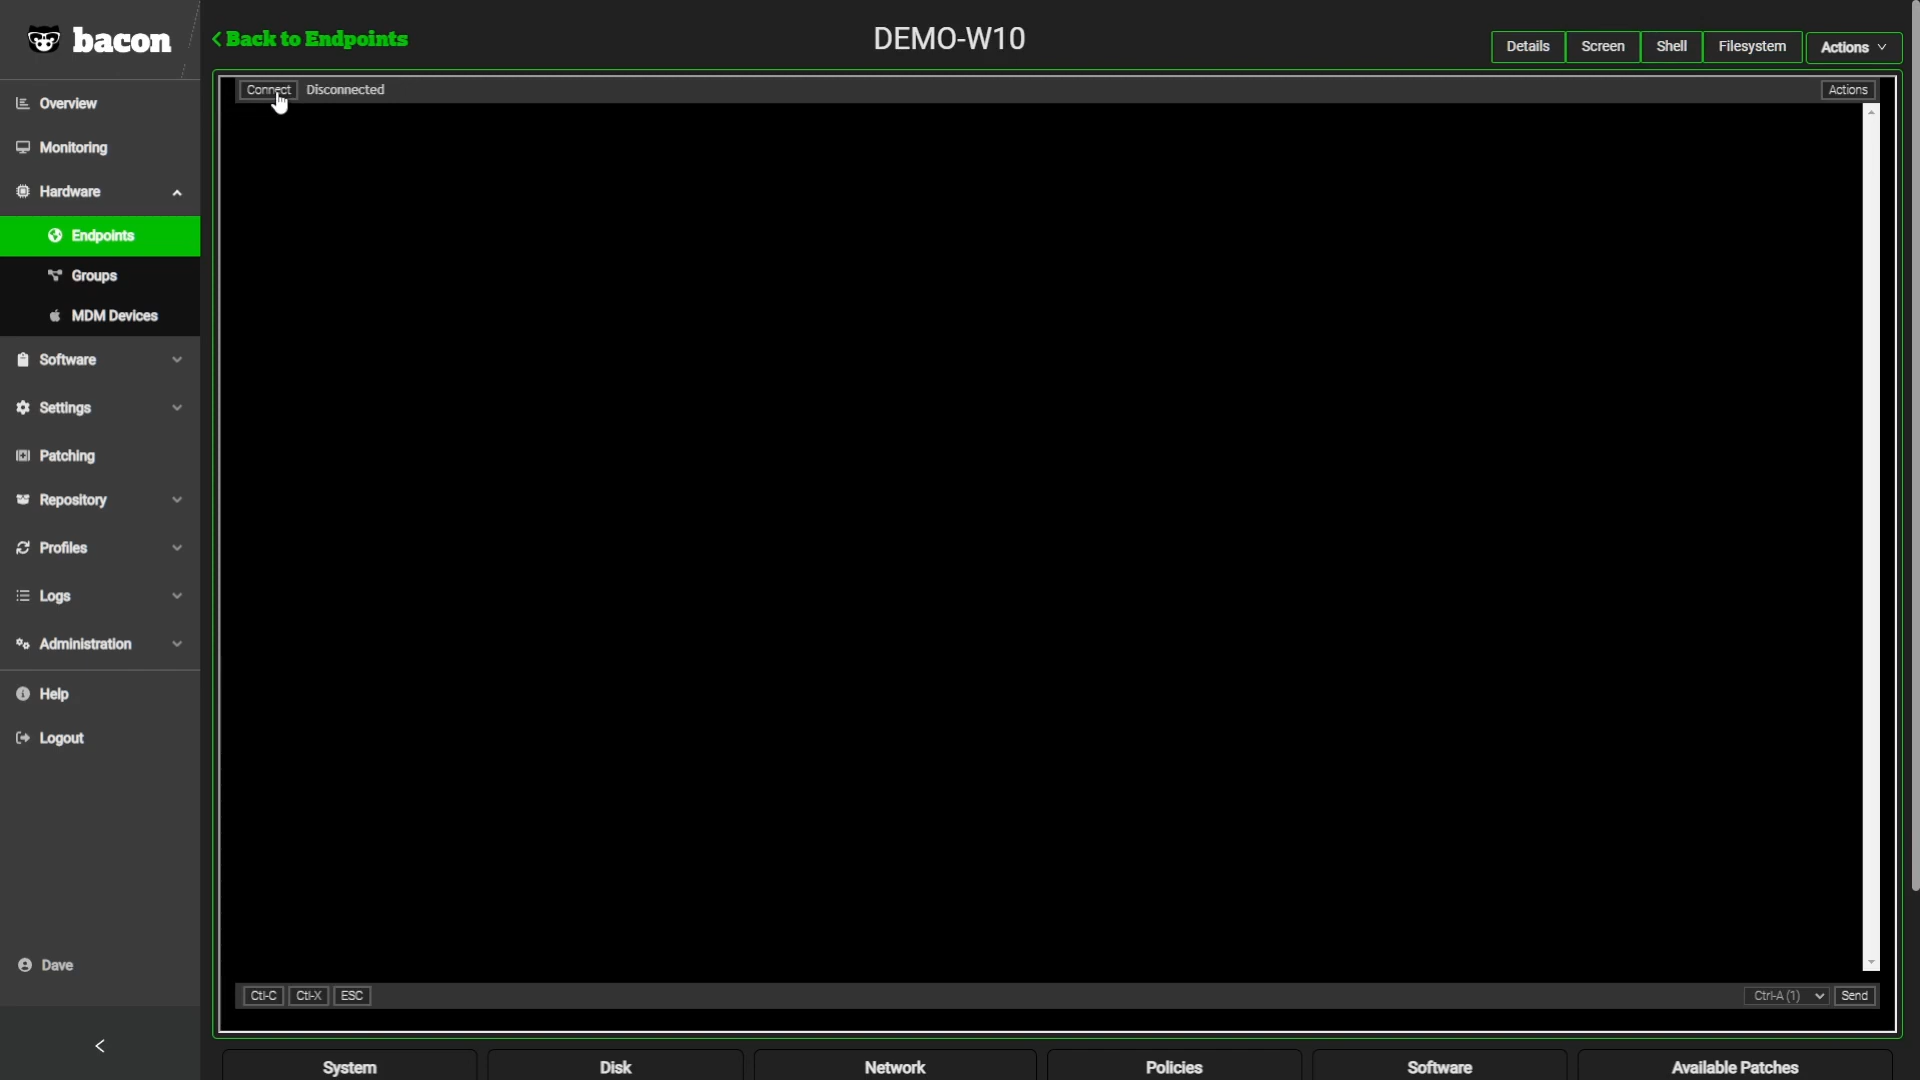 bacon
Back to Endpoints
DEMO-W10
Details
Screen
Shell
Filesystem
Actions
Connect
Disconnected
Actions
Overview
Monitoring
Hardware
Endpoints
Groups
MDM Devices
Software
Settings
Patching
Repository
Profiles
Logs
Administration
Help
Logout
Dave
Ctl-C
Ctl-X
ESC
Ctrl-A (1)
Send
System
Disk
Network
Policies
Software
Available Patches